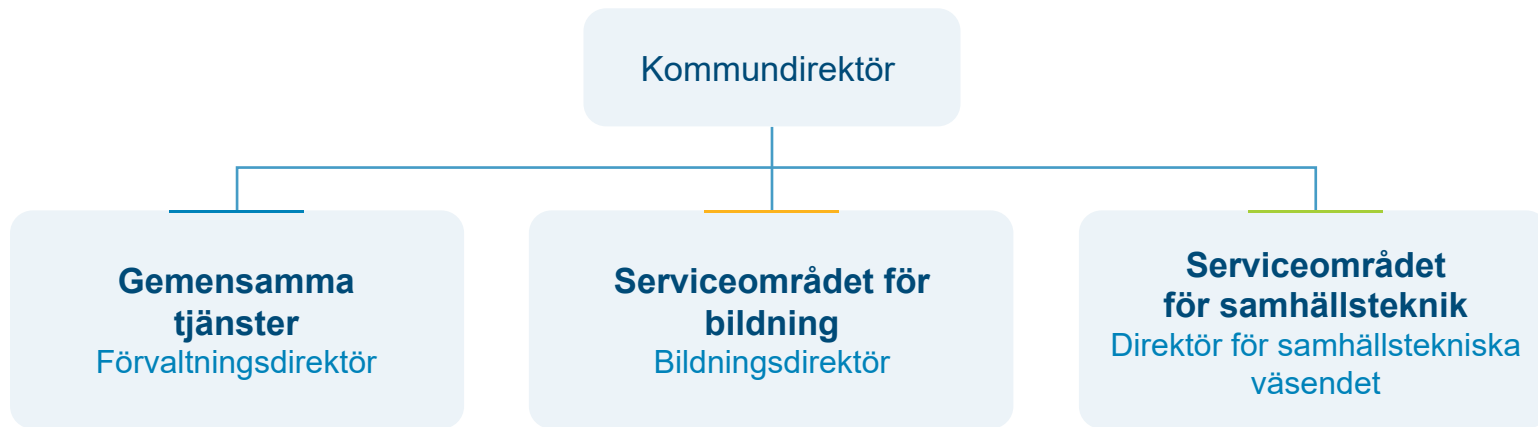 Kommundirektör
Gemensamma
tjänster
Förvaltningsdirektör
Serviceområdet för
bildning
Bildningsdirektör
Serviceområdet
för samhällsteknik
Direktör för samhällstekniska
väsendet